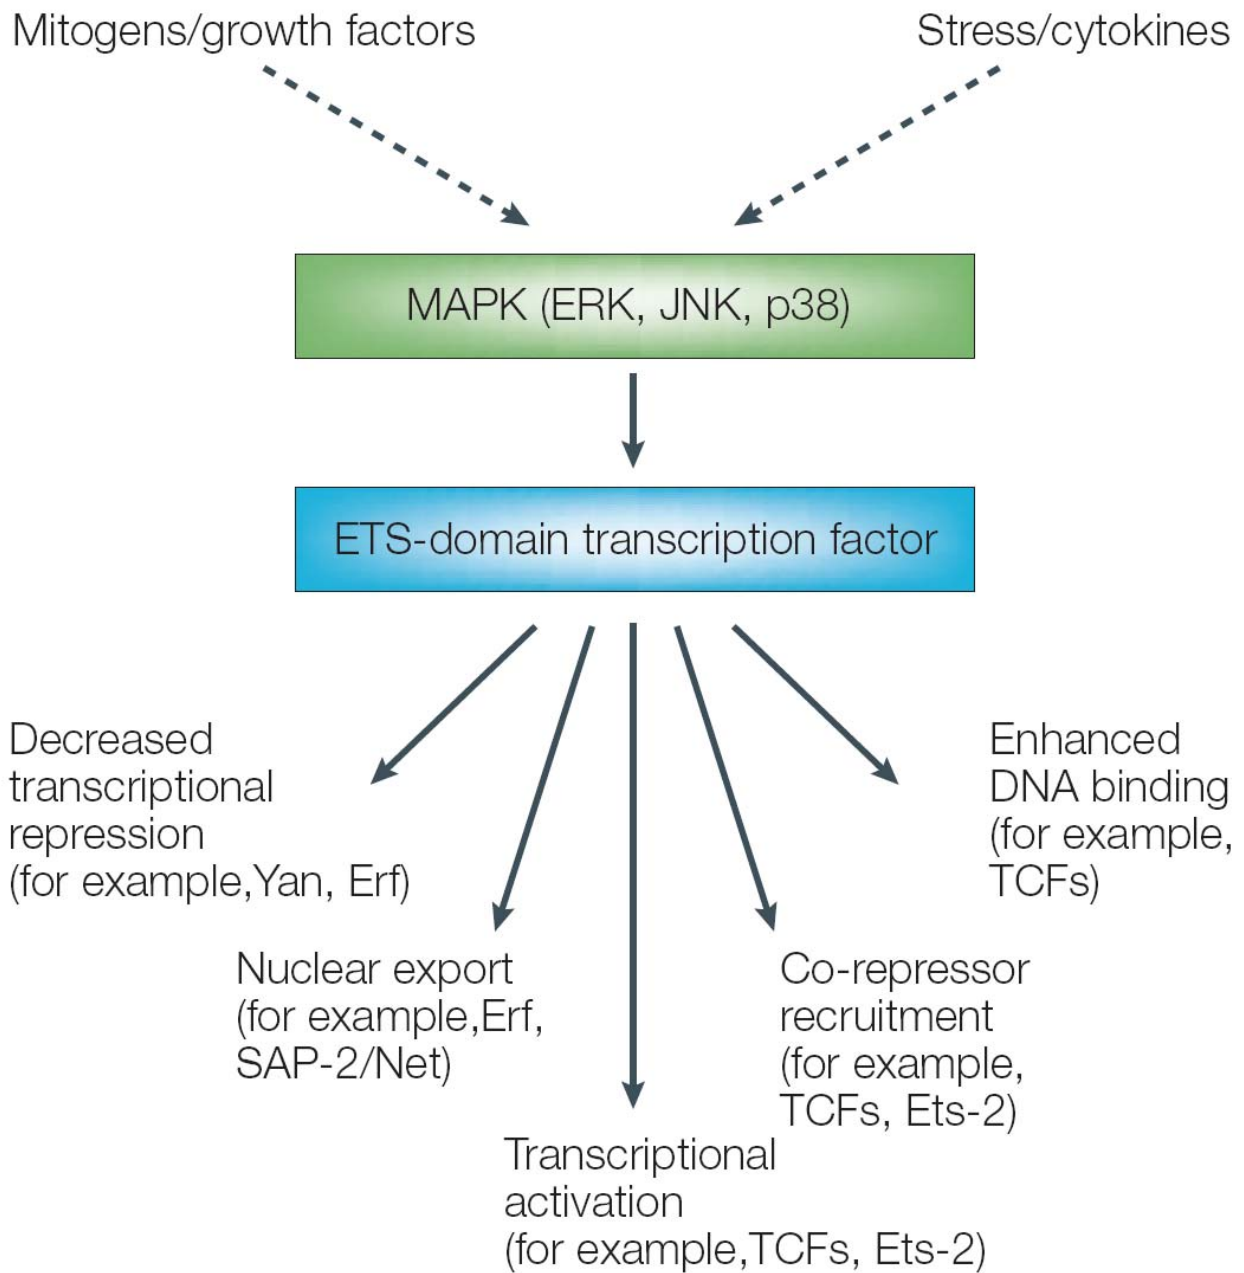 Mitogens/growth factors
Stress/cytokines
MAPK (ERK, JNK, p38)
ETS-domain transcription factor
Decreased
transcriptional
repression
(for example,Yan, Erf)
Enhanced
DNA binding
(for example,
TCFs)
Nuclear export
(for example,Erf,
SAP-2/Net)
Co-repressor
recruitment
(for example,
TCFs, Ets-2)
Transcriptional
activation
(for example,TCFs, Ets-2)